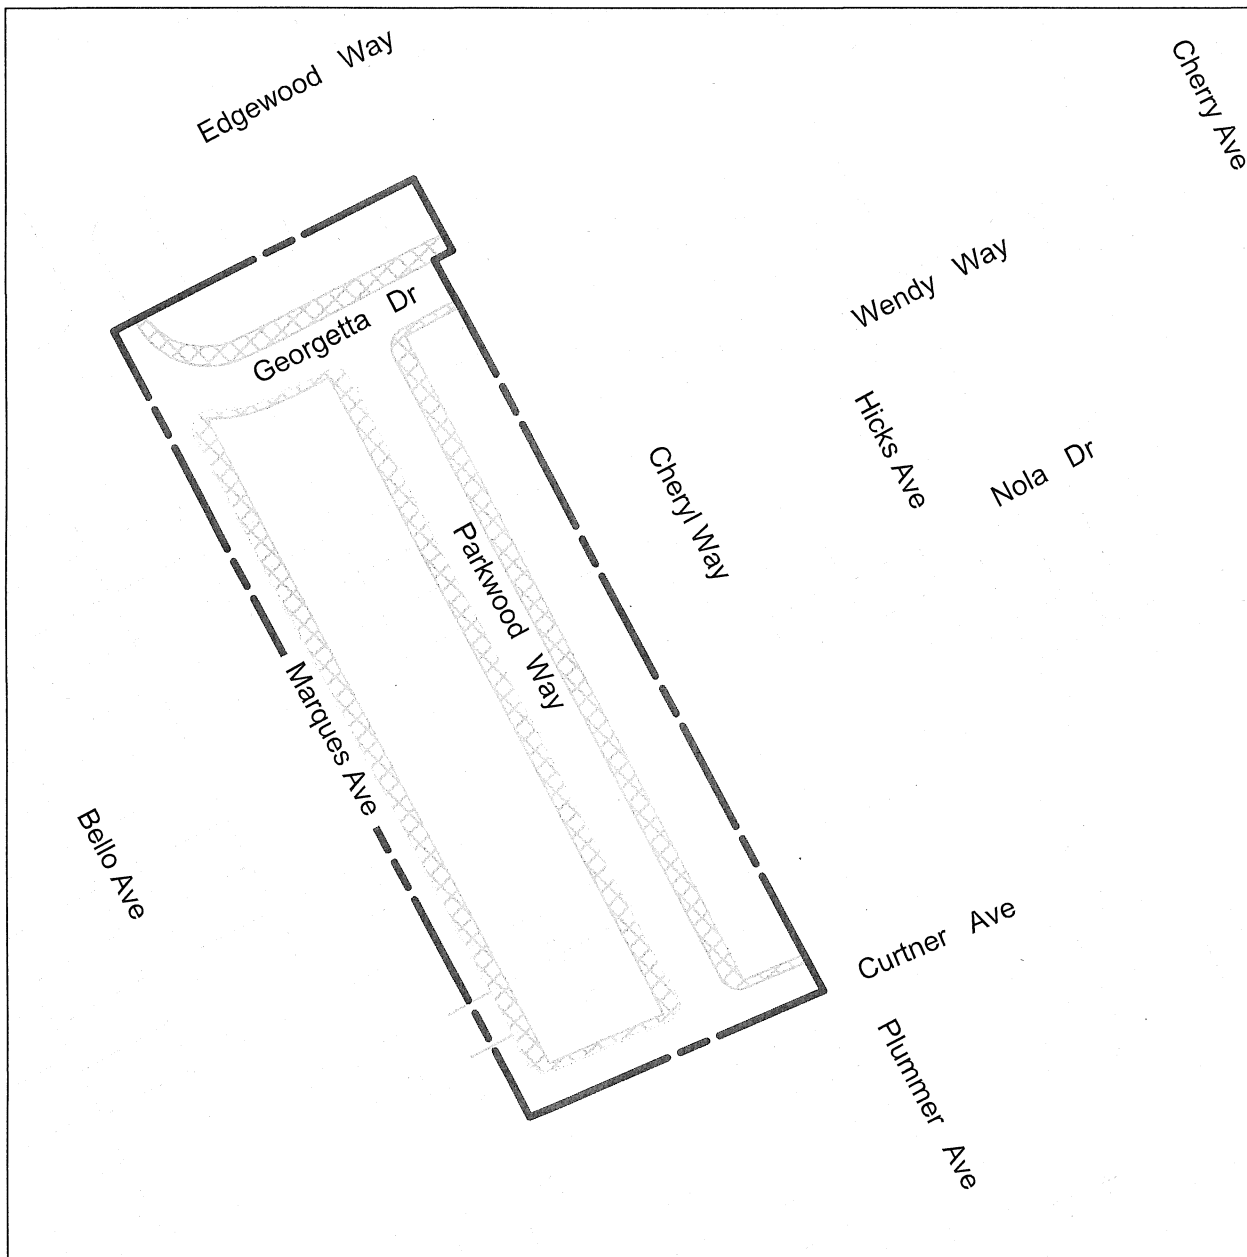 Edgewood Way
Cherry Ave
Wendy Way
Georgetta Dr
Hicks Ave
Nola Dr
Cheryl Way
Parkwood Way
Marques Ave
Bello Ave
Curtner Ave
Plummer Ave